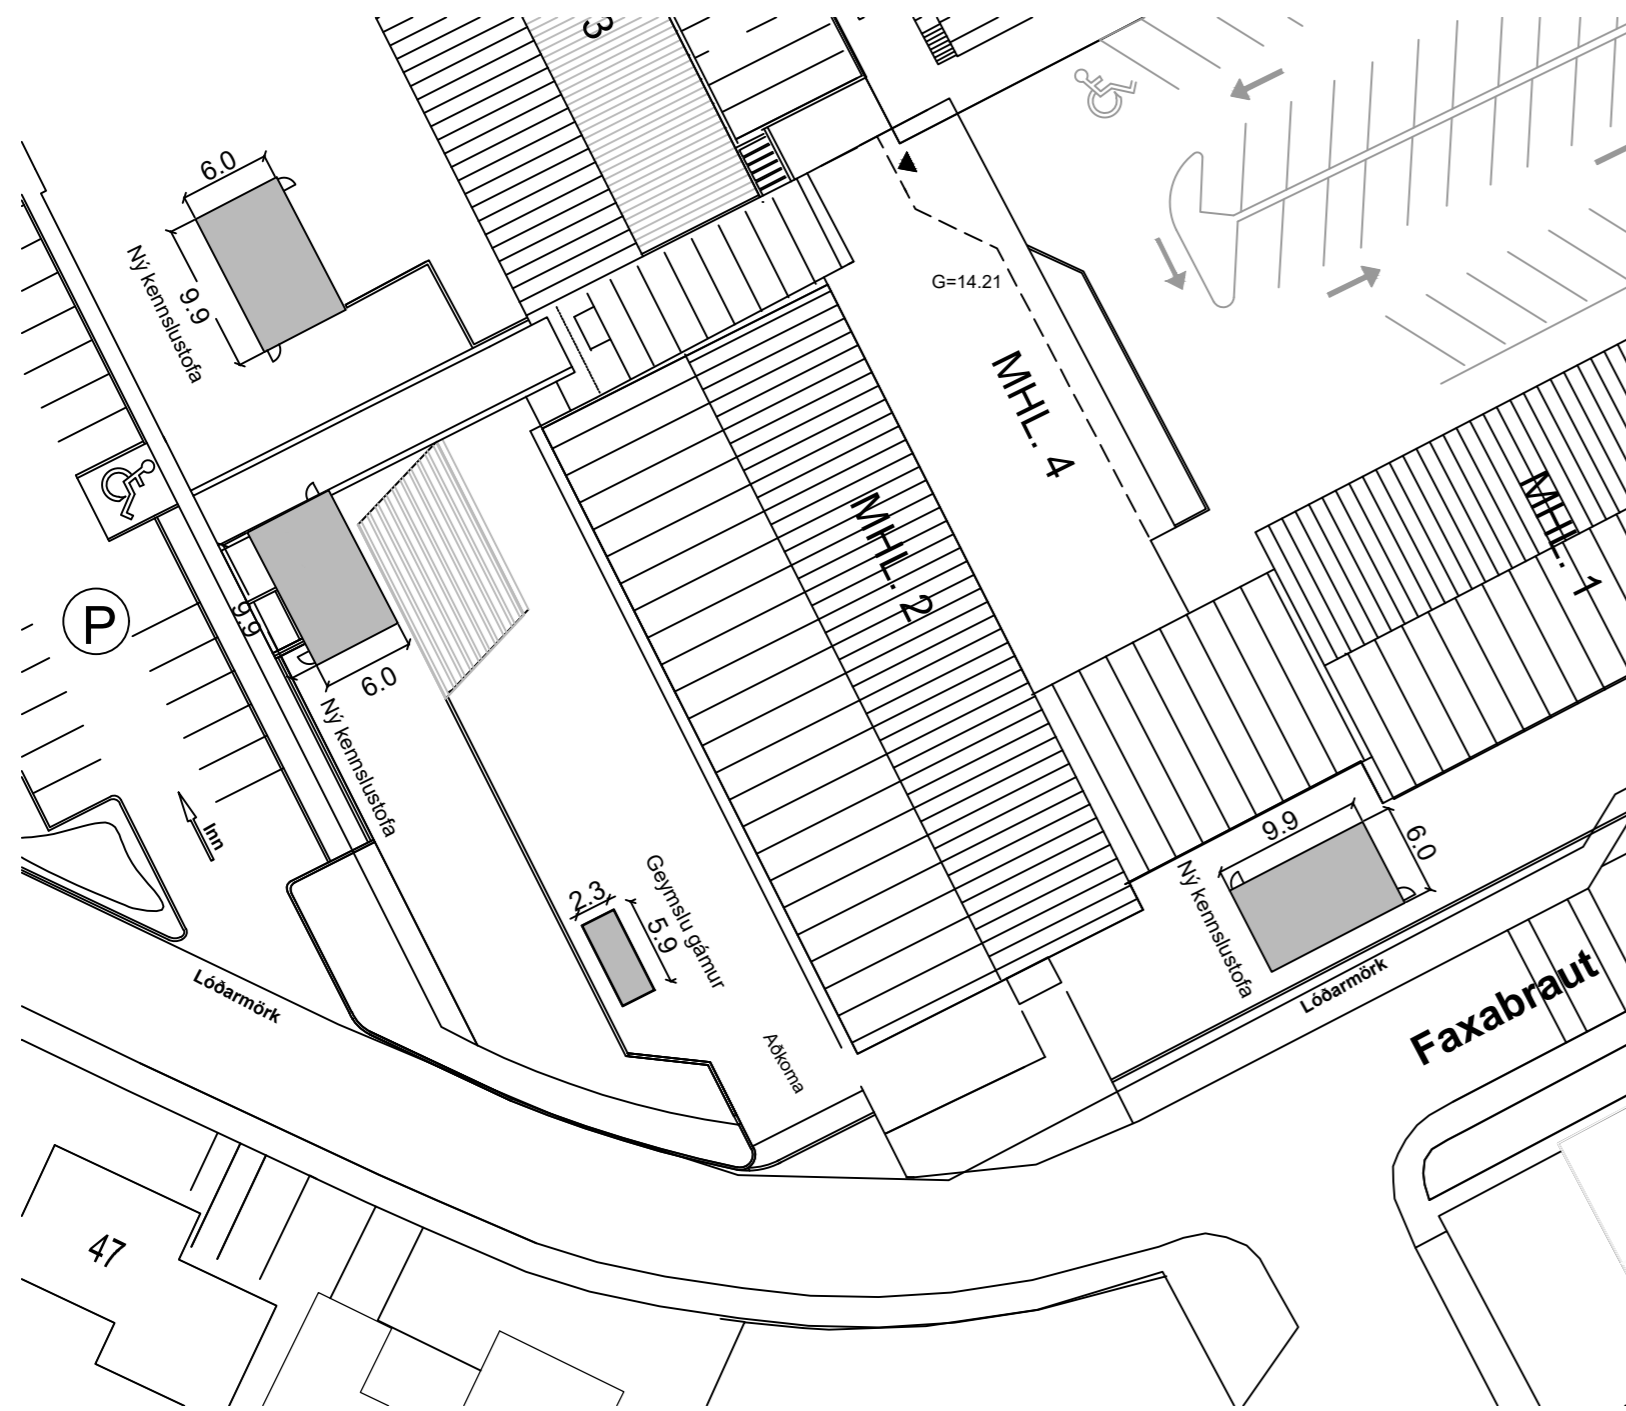 3
6.0
9.9
Ný kennslustofa
G=14.21
MHL. 4
MHL. 2
MHL. 1
P
9.9
6.0
Ný kennslustofa
Inn
9.9
6.0
Ný kennslustofa
2.3
5.9
Geymslu gámur
Lóðarmörk
Lóðarmörk
Faxabraut
Aðkoma
47